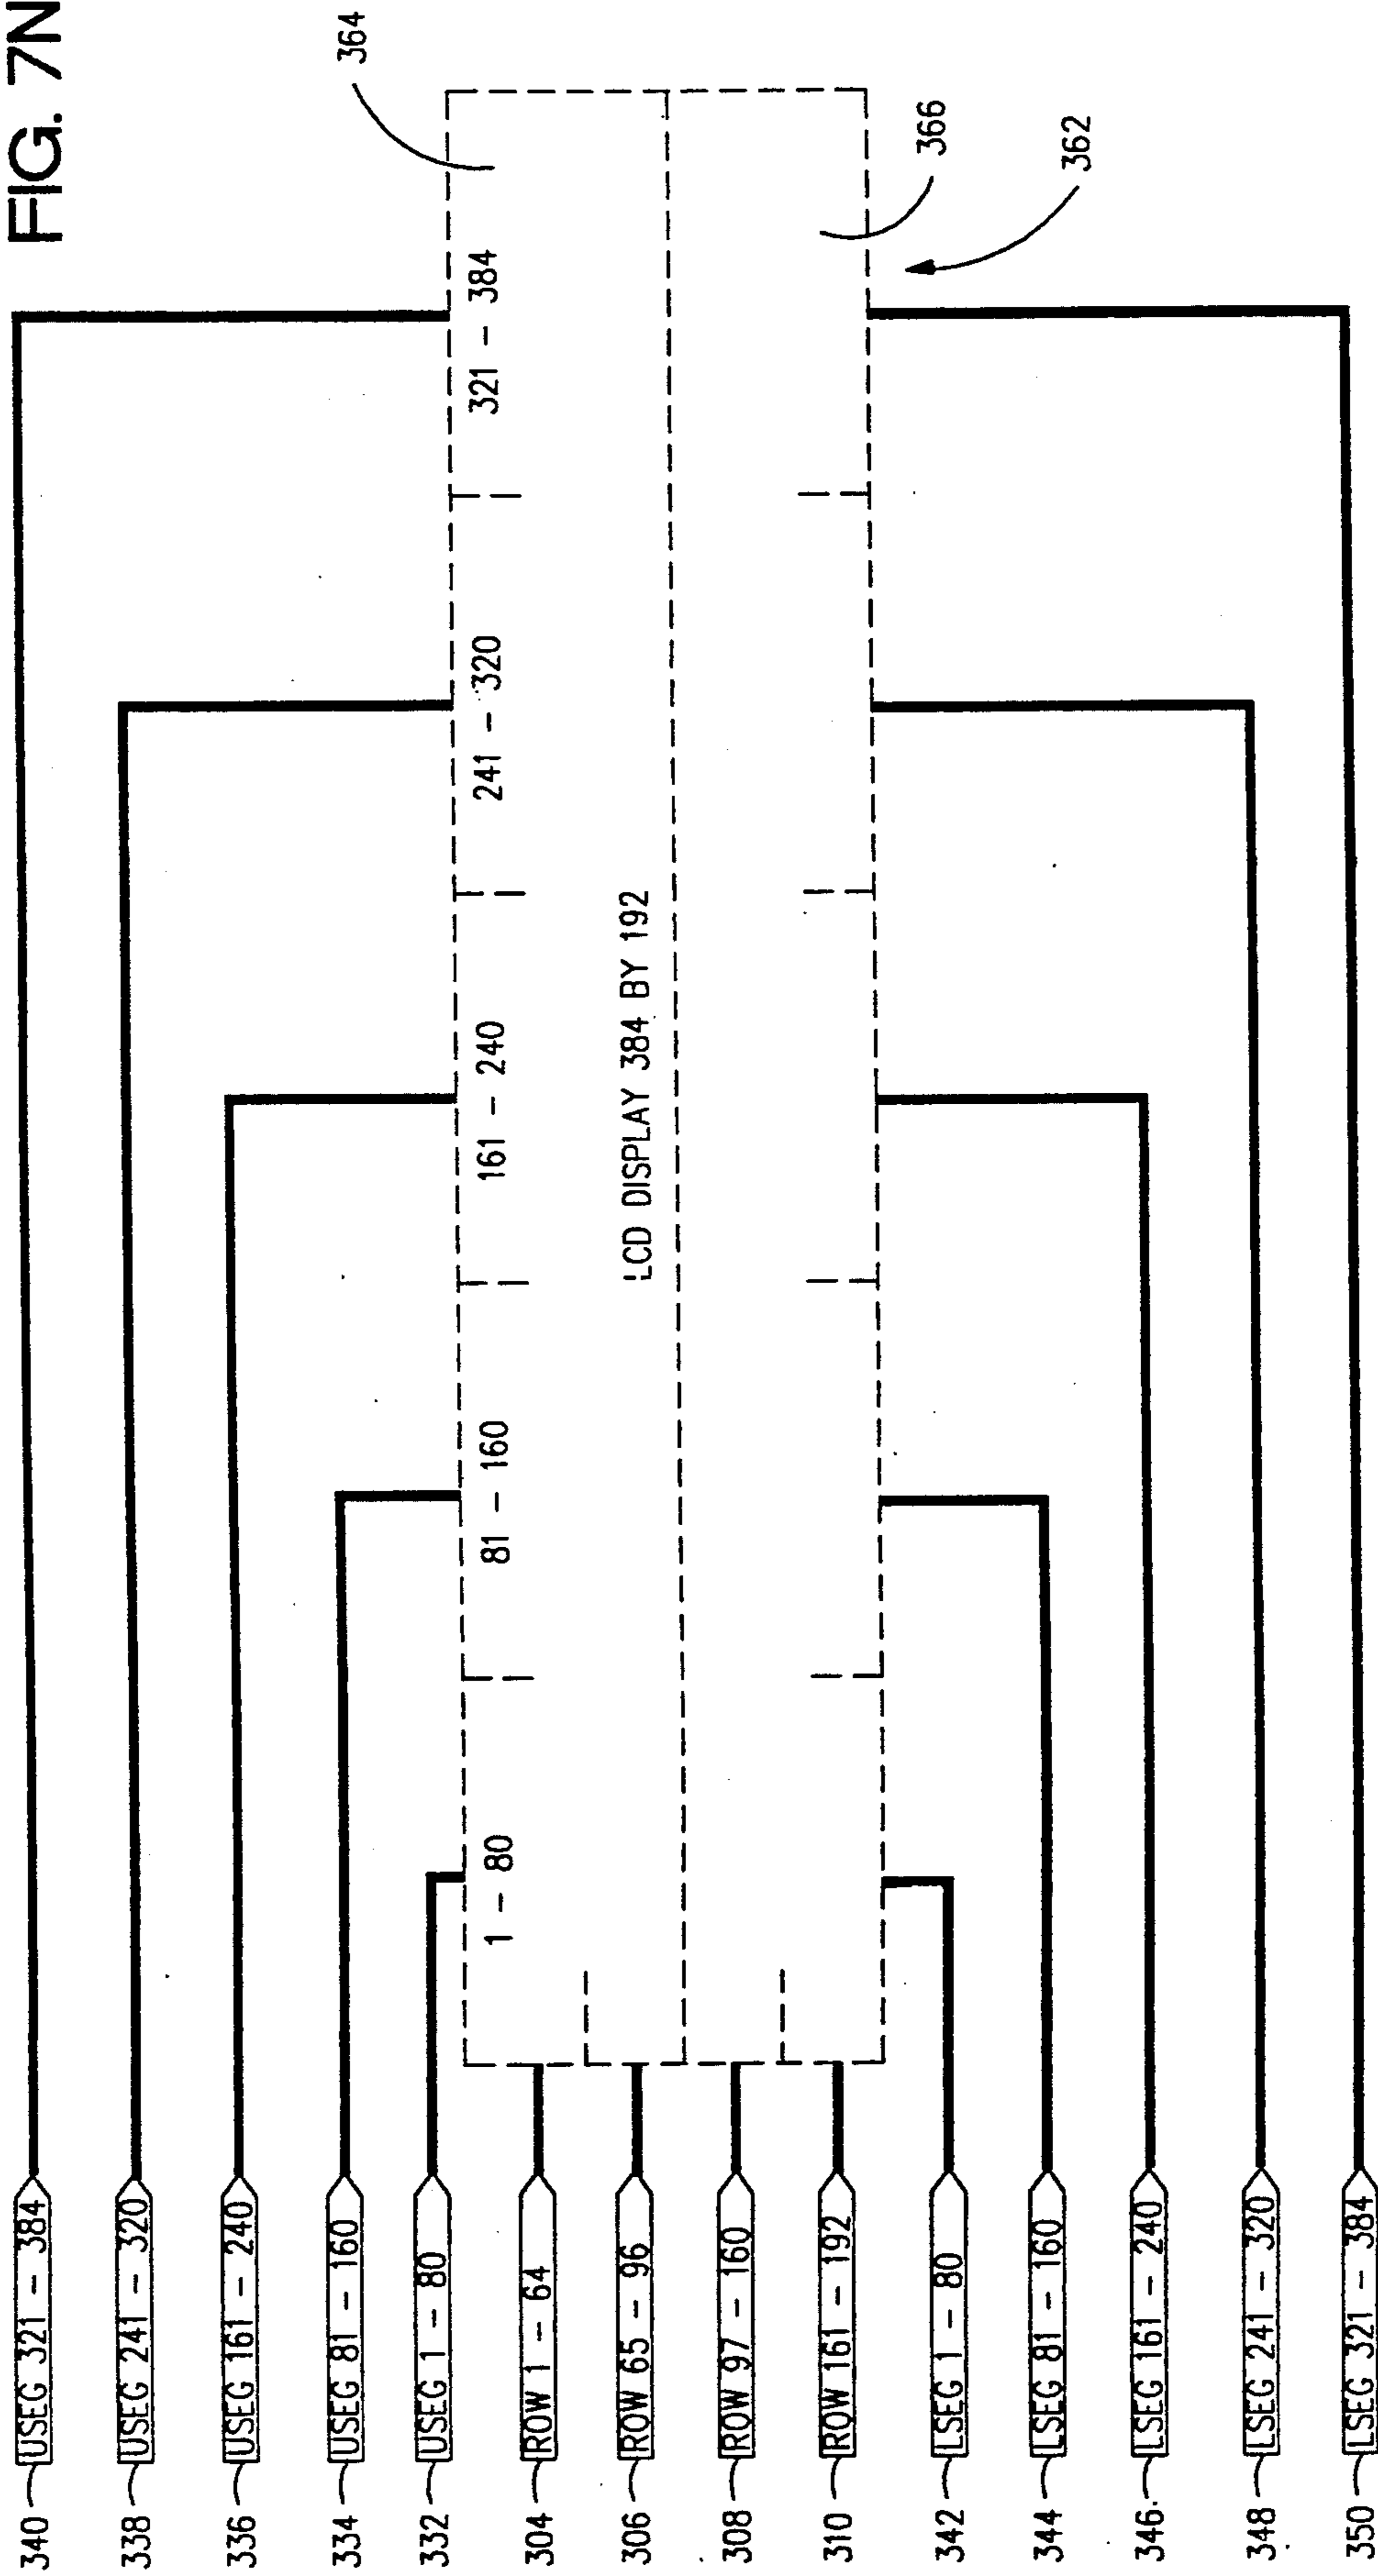 FIG. 7N
340 USEG 321 - 384
338 USEG 241 - 320
336 USEG 161 - 240
334 USEG 81 - 160
332 USEG 1 - 80
304 ROW 1 - 64
306 ROW 65 - 96
308 ROW 97 - 160
310 ROW 161 - 192
342 LSEG 1 - 80
344 LSEG 81 - 160
346 LSEG 161 - 240
348 LSEG 241 - 320
350 LSEG 321 - 384
1 - 80
81 - 160
161 - 240
241 - 320
321 - 384
LCD DISPLAY 384 BY 192
364
366
362